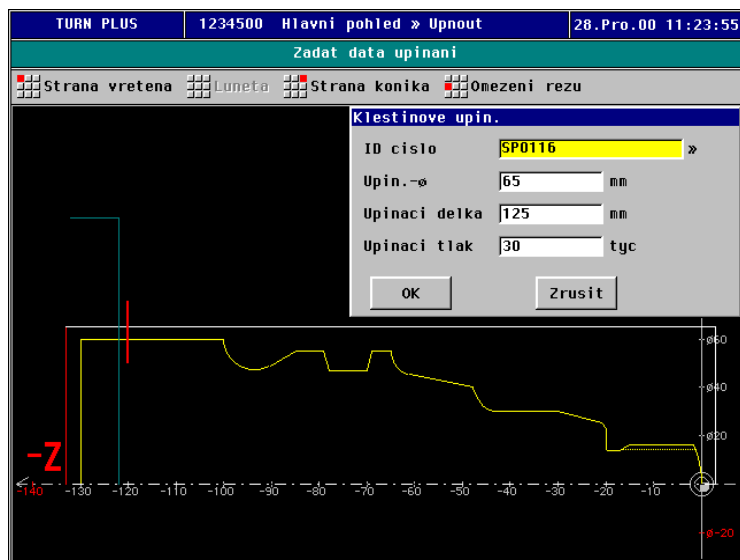 TURN PLUS 1234500 Hlavni pohled » Upnout 28.Pro.00 11:23:55
Zadat data upinani
Strana vretena Luneta Strana konika Omezeni rezu
Klestinove upin.
ID cislo SP0116 »
Upin.-ø 65 mm
Upinaci delka 125 mm
Upinaci tlak 30 tyc
OK Zrusit
ø60
ø40
ø20
-Z
-140 -130 -120 -110 -100 -90 -80 -70 -60 -50 -40 -30 -20 -10
ø-20